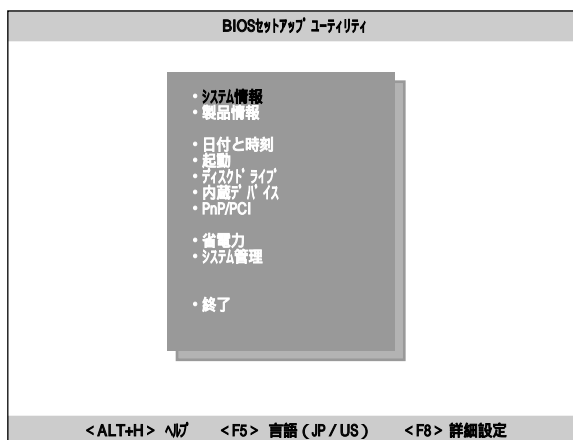 BIOSｾｯﾄｱｯﾌﾟ ﾕｰﾃｨﾘﾃｨ
・ｼｽﾃﾑ情報
・製品情報
・日付と時刻
・起動
・ﾃﾞｨｽｸﾄﾞﾗｲﾌﾞ
・内蔵ﾃﾞﾊﾞｲｽ
・PnP/PCI
・省電力
・ｼｽﾃﾑ管理
・終了
<ALT+H> ﾍﾙﾌﾟ <F5> 言語 ( JP / US ) <F8> 詳細設定